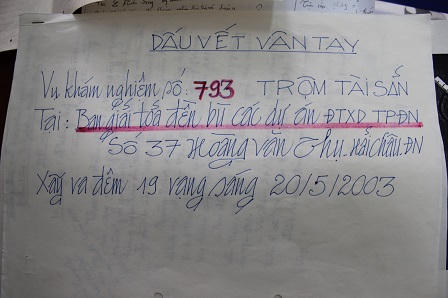 DẤU VẾT VÂN TAY
Vụ khám nghiệm số: 793 TRỘM TÀI SẢN
Tại: Ban giải toả đền bù các dự án ĐTXD TPĐN
Số 37 Hoàng Văn Thụ - Hải Châu - ĐN
Xảy ra đêm 19 rạng sáng 20/5/2003